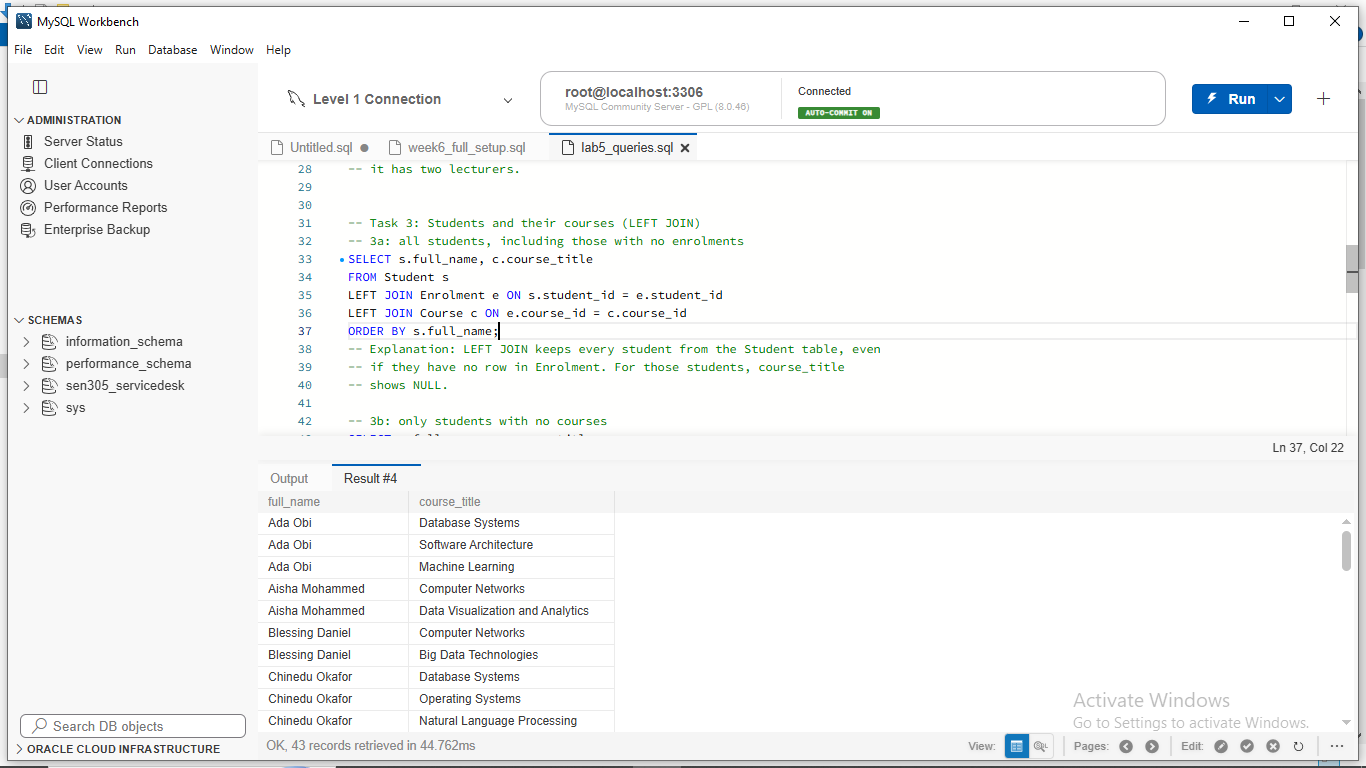 MySQL Workbench
File Edit View Run Database Window Help
Level 1 Connection
root@localhost:3306
MySQL Community Server - GPL (8.0.46)
Connected
AUTO-COMMIT ON
Run
ADMINISTRATION
Server Status
Client Connections
User Accounts
Performance Reports
Enterprise Backup
SCHEMAS
information_schema
performance_schema
sen305_servicedesk
sys
Search DB objects
ORACLE CLOUD INFRASTRUCTURE
Untitled.sql week6_full_setup.sql lab5_queries.sql
28 -- it has two lecturers.
29
30
31 -- Task 3: Students and their courses (LEFT JOIN)
32 -- 3a: all students, including those with no enrolments
33 SELECT s.full_name, c.course_title
34 FROM Student s
35 LEFT JOIN Enrolment e ON s.student_id = e.student_id
36 LEFT JOIN Course c ON e.course_id = c.course_id
37 ORDER BY s.full_name;
38 -- Explanation: LEFT JOIN keeps every student from the Student table, even
39 -- if they have no row in Enrolment. For those students, course_title
40 -- shows NULL.
41
42 -- 3b: only students with no courses
Ln 37, Col 22
Output Result #4
full_name course_title
Ada Obi Database Systems
Ada Obi Software Architecture
Ada Obi Machine Learning
Aisha Mohammed Computer Networks
Aisha Mohammed Data Visualization and Analytics
Blessing Daniel Computer Networks
Blessing Daniel Big Data Technologies
Chinedu Okafor Database Systems
Chinedu Okafor Operating Systems
Chinedu Okafor Natural Language Processing
Activate Windows
Go to Settings to activate Windows.
OK, 43 records retrieved in 44.762ms
View: Pages: Edit: